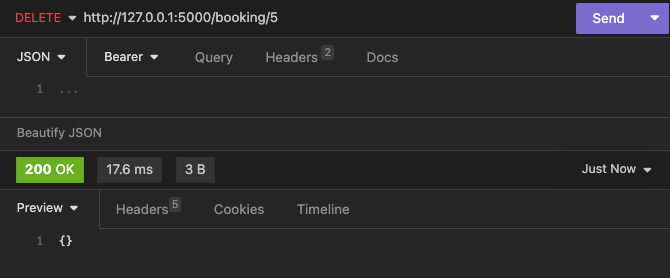 DELETE http://127.0.0.1:5000/booking/5 Send
JSON Bearer Query Headers 2 Docs
1 ...
Beautify JSON
200 OK 17.6 ms 3 B Just Now
Preview Headers 5 Cookies Timeline
1 {}